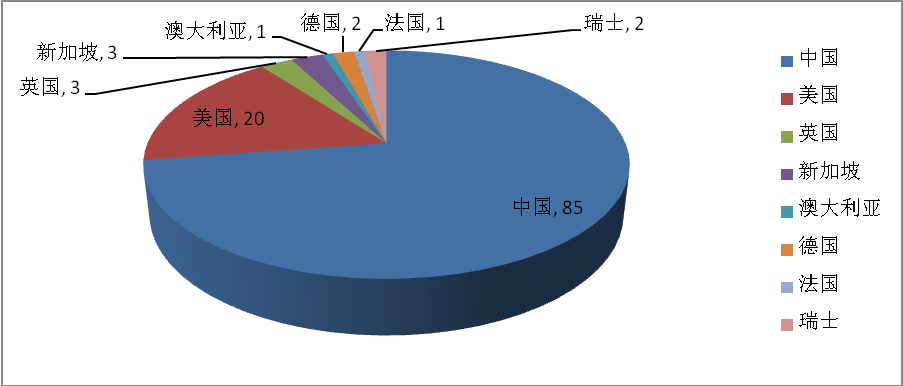 澳大利亚, 1
德国, 2
法国, 1
瑞士, 2
新加坡, 3
英国, 3
美国, 20
中国, 85
中国
美国
英国
新加坡
澳大利亚
德国
法国
瑞士